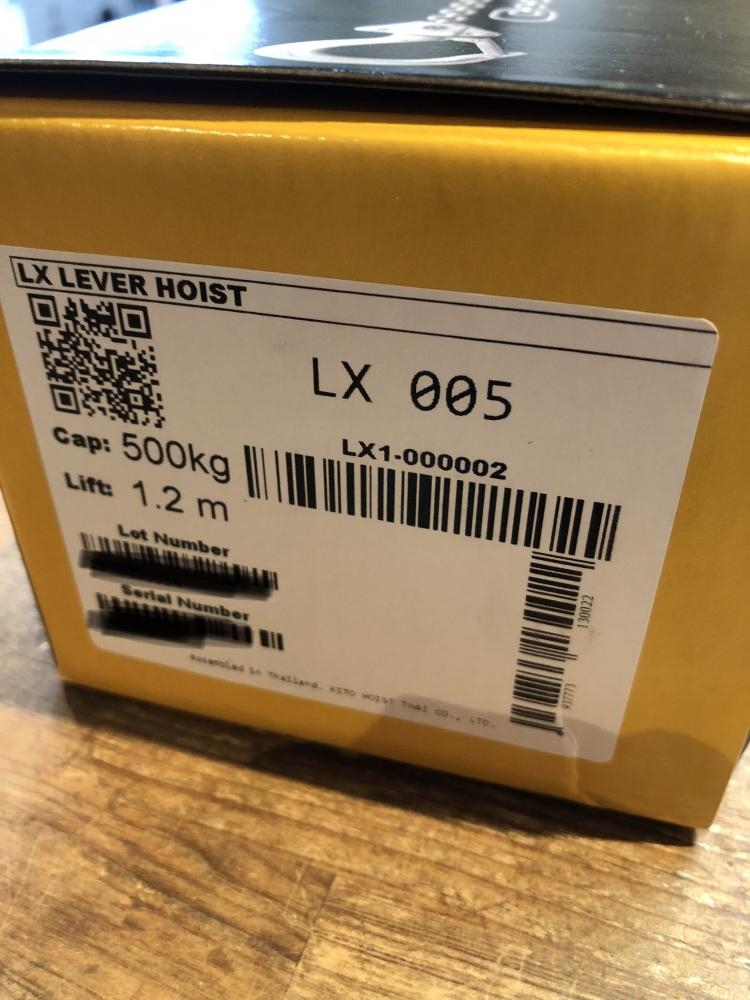 LX LEVER HOIST
LX 005
LX1-000002
Cap: 500kg
Lift: 1.2 m
Lot Number
Serial Number
130022
Assembled in Thailand. KITO HOIST THAI CO., LTD.